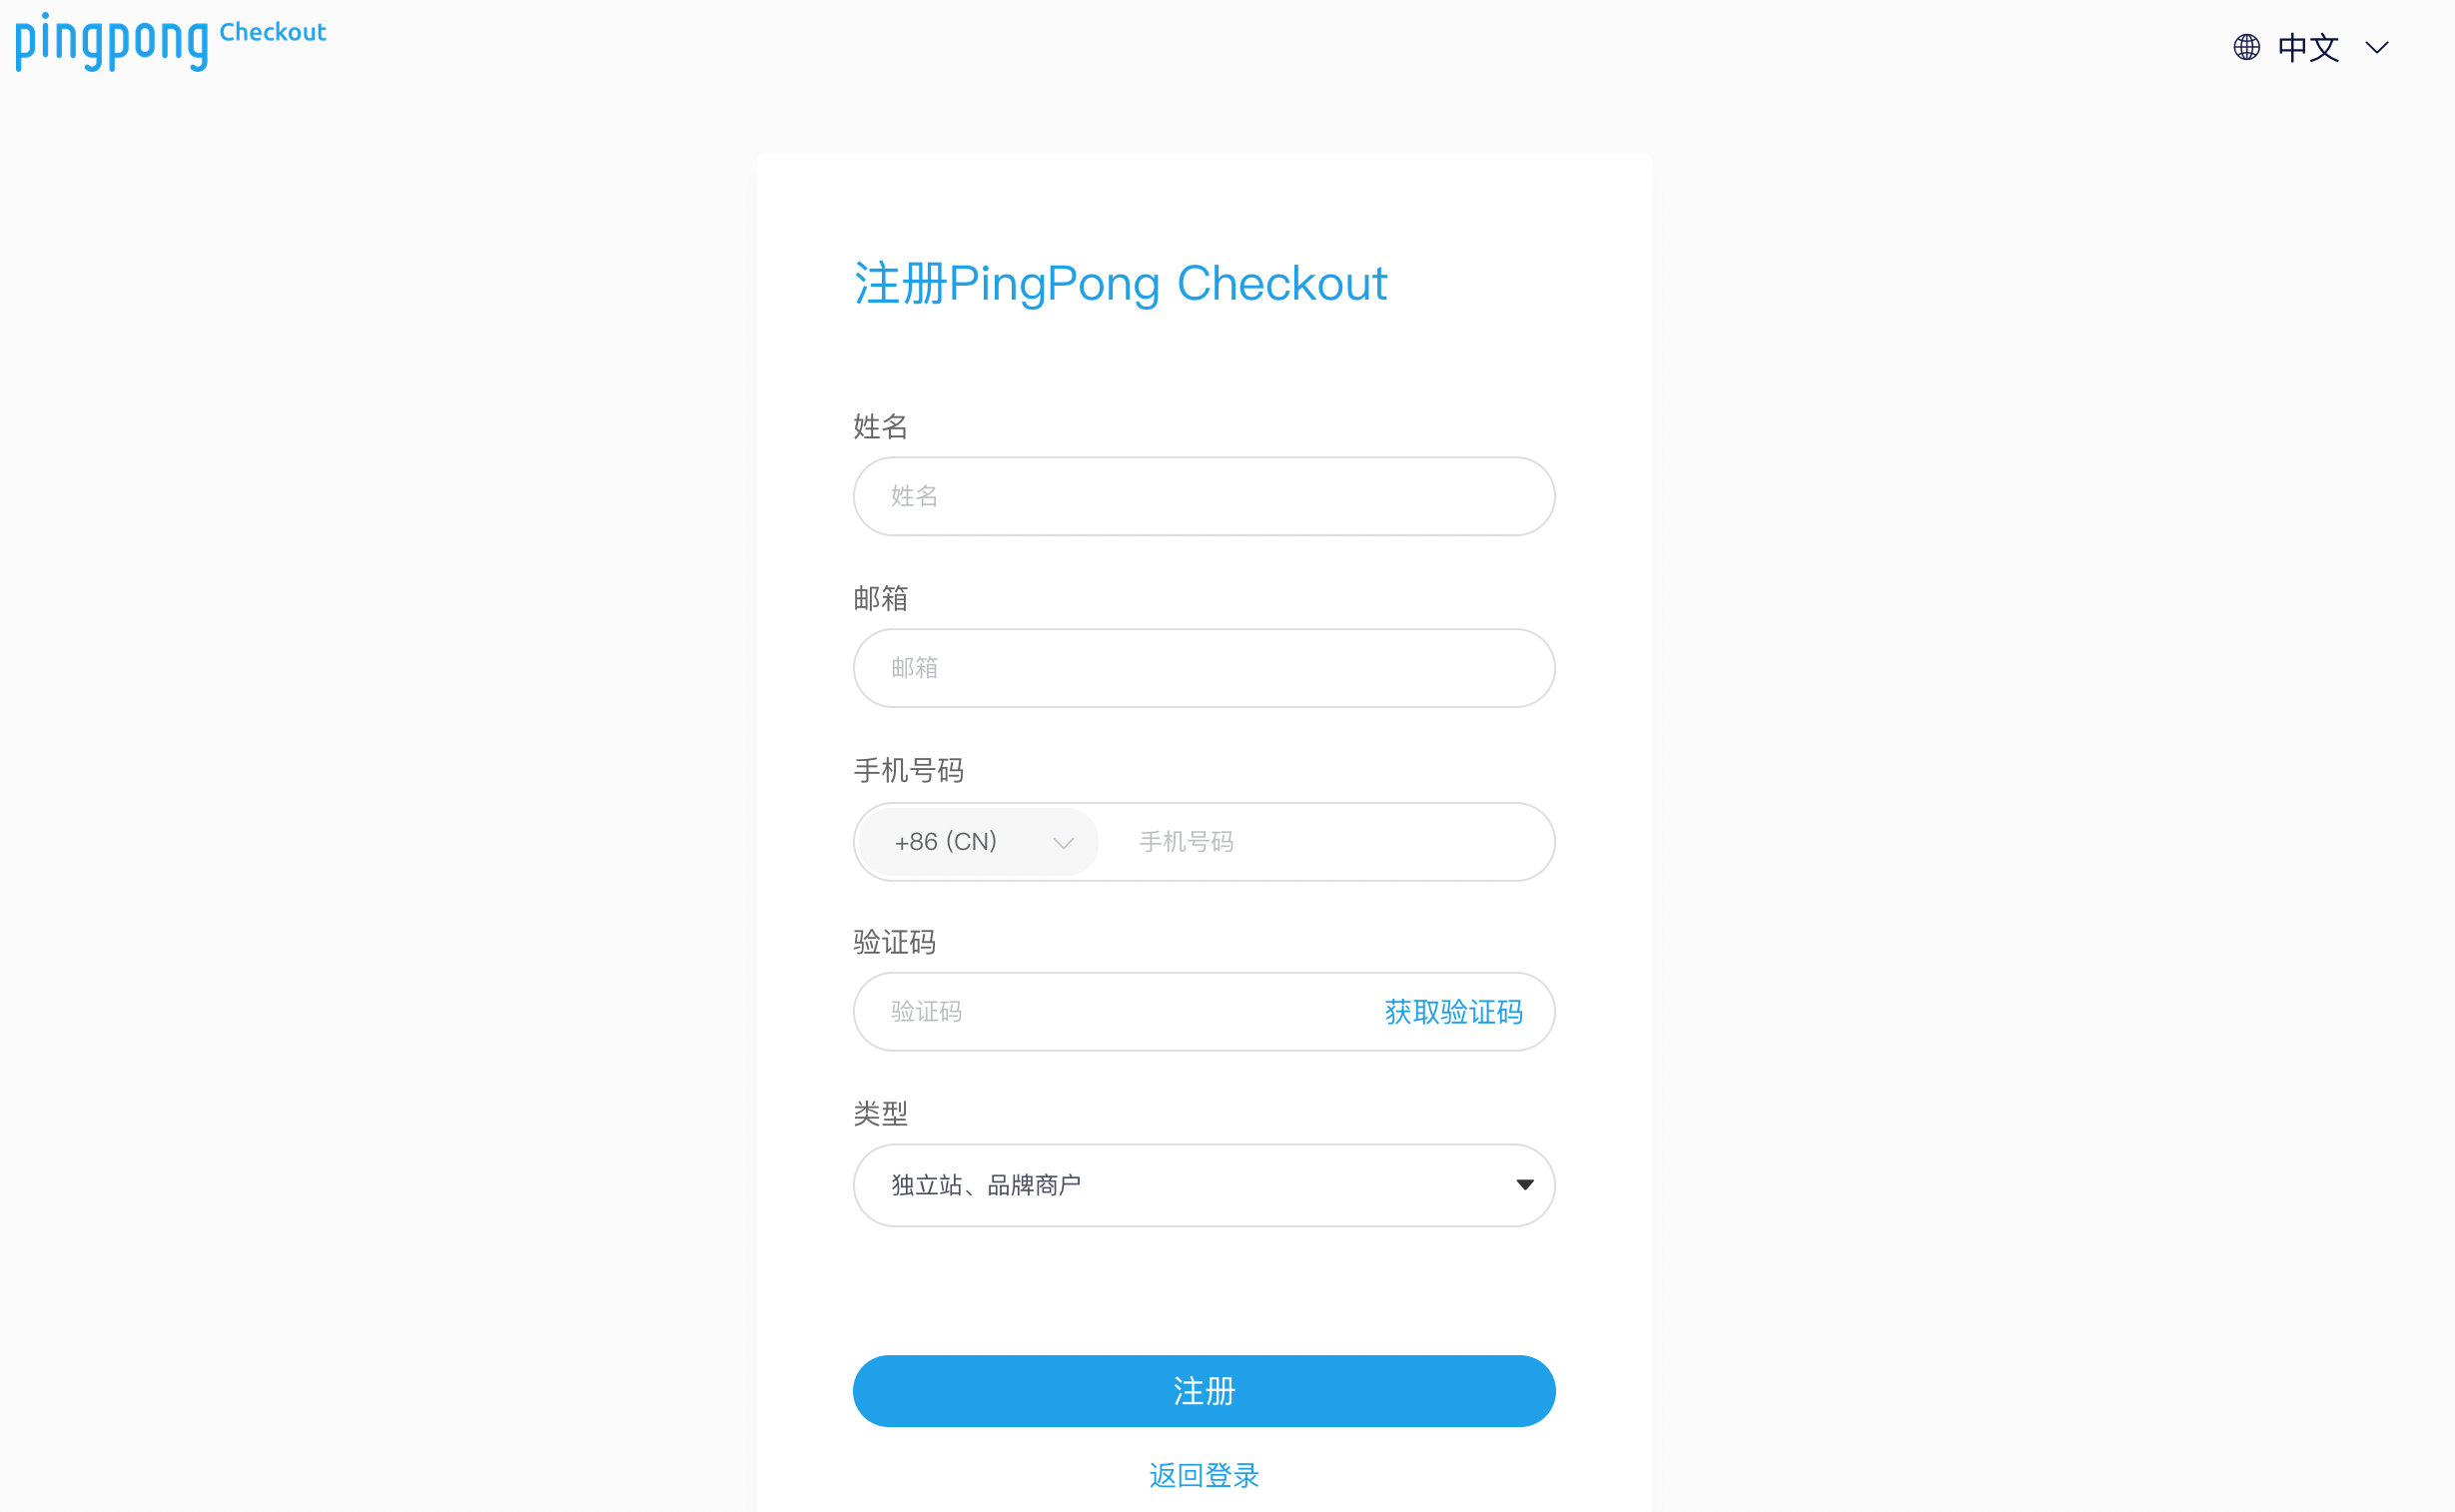 pingpong Checkout
中文
注册PingPong Checkout
姓名
姓名
邮箱
邮箱
手机号码
+86 (CN) 手机号码
验证码
验证码 获取验证码
类型
独立站、品牌商户
注册
返回登录